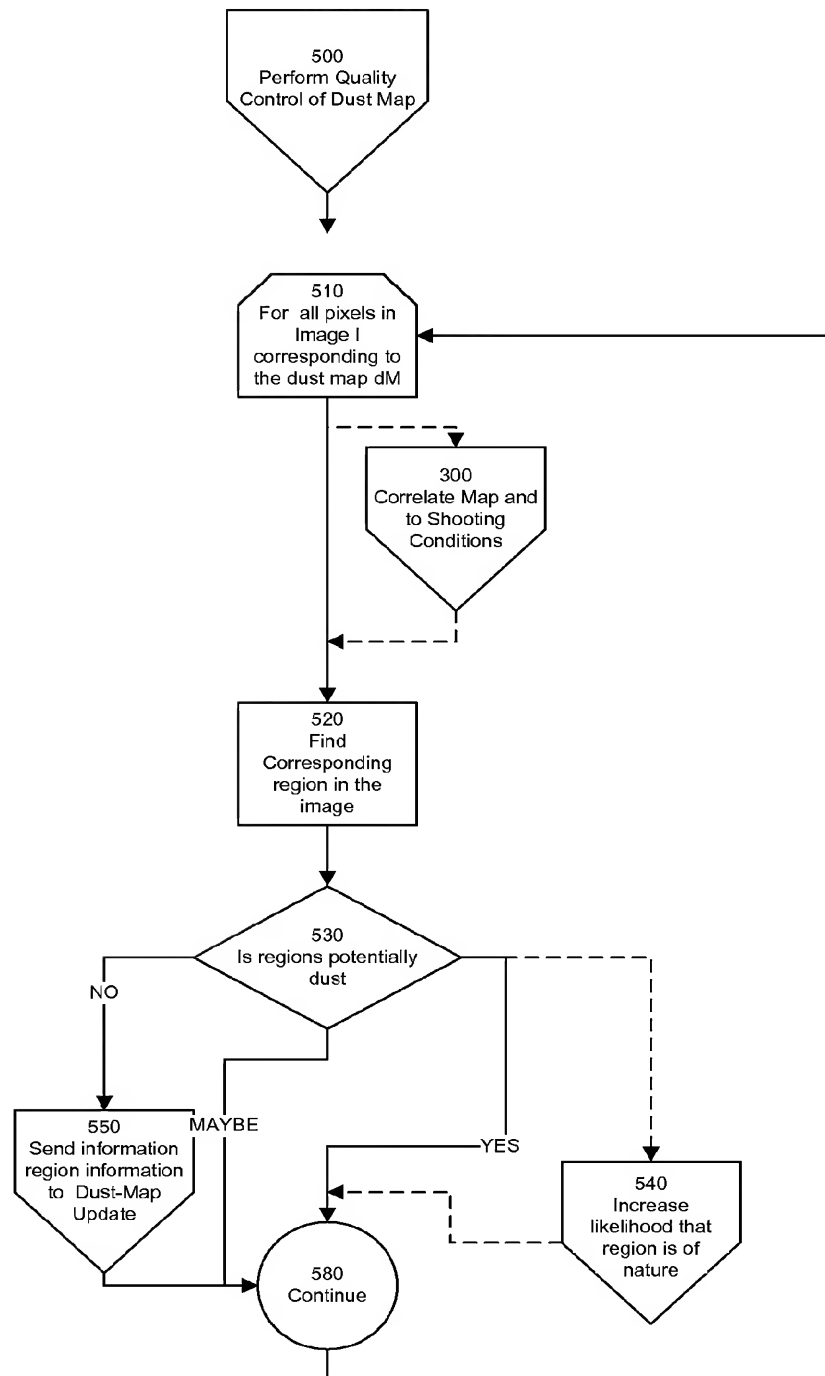 500
Perform Quality
Control of Dust Map
510
For all pixels in
Image I
corresponding to
the dust map dM
300
Correlate Map and
to Shooting
Conditions
520
Find
Corresponding
region in the
image
530
Is regions potentially
dust
NO
MAYBE
YES
550
Send information
region information
to Dust-Map
Update
540
Increase
likelihood that
region is of
nature
580
Continue